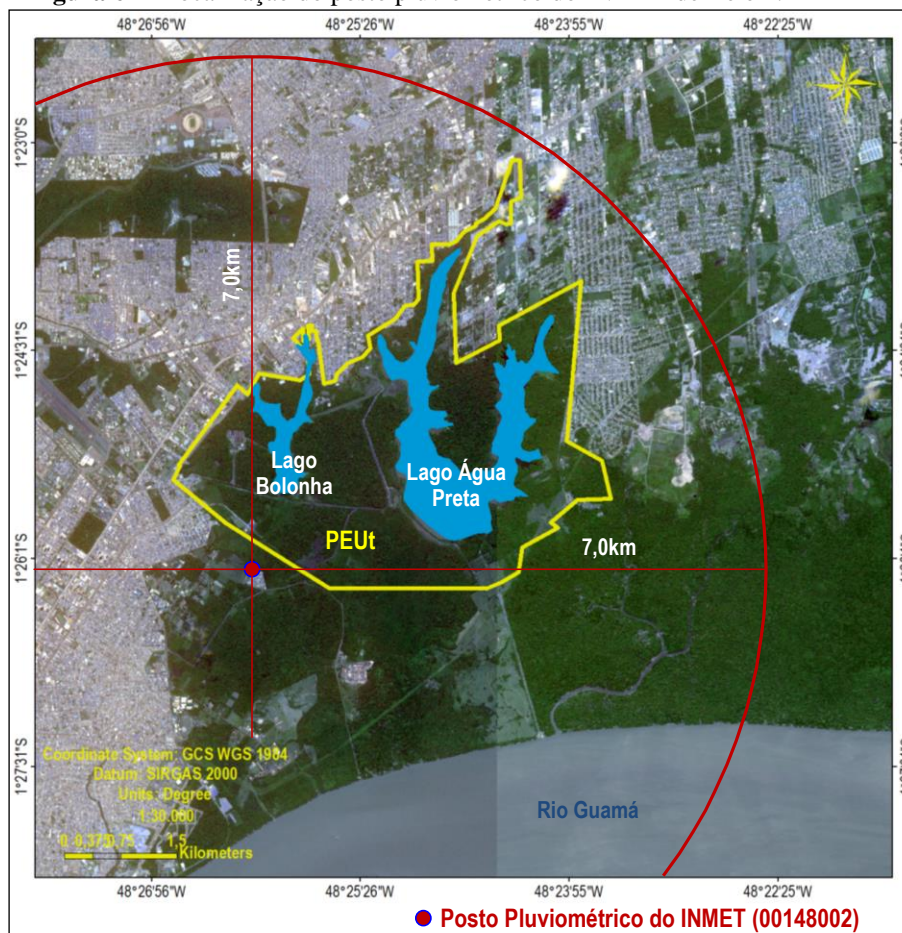 48°26'56"W 48°25'26"W 48°23'55"W 48°22'25"W
1°23'0"S
7,0km
1°24'31"S
Lago
Bolonha
Lago Água
Preta
PEUt
7,0km
1°26'1"S
1°27'31"S
Coordinate System: GCS WGS 1984
Datum: SIRGAS 2000
Units: Degree
1:30.000
0 0,375 0,75 1,5
Kilometers
Rio Guamá
48°26'56"W 48°25'26"W 48°23'55"W 48°22'25"W
Posto Pluviométrico do INMET (00148002)